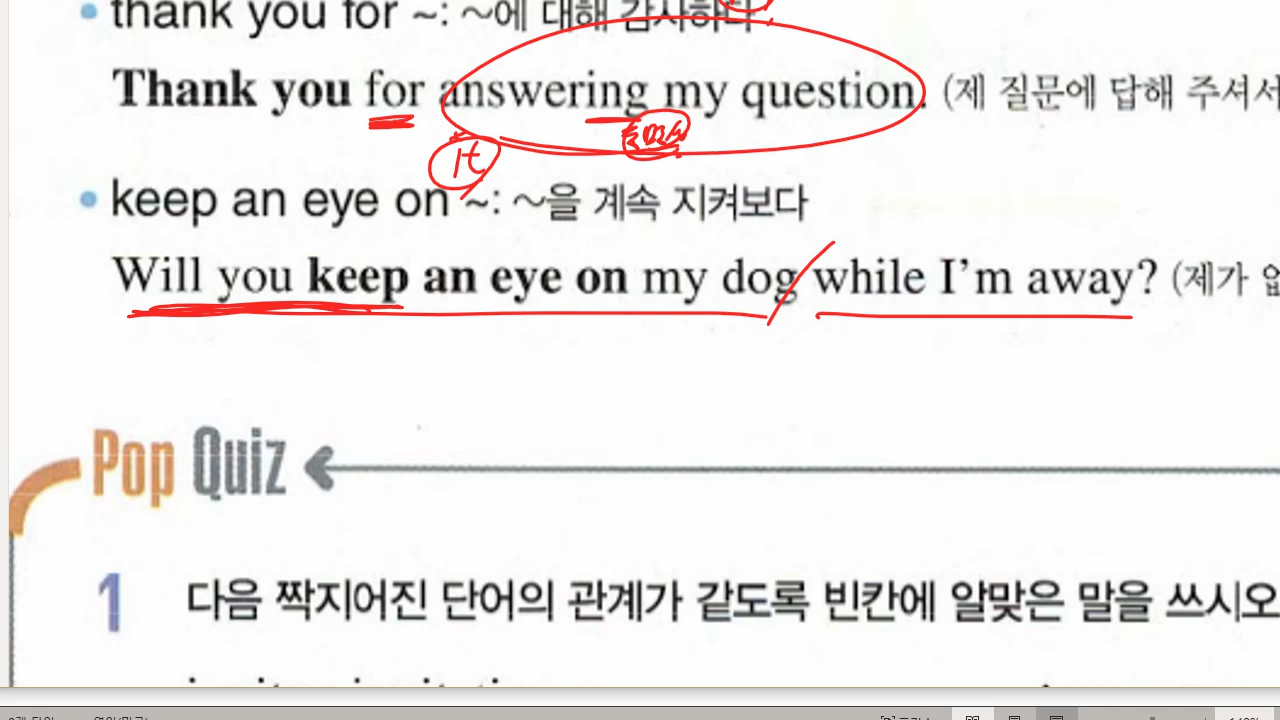 thank you for ~: ~에 대해 감사하다
Thank you for answering my question. (제 질문에 답해 주셔서
It
keep an eye on ~: ~을 계속 지켜보다
Will you keep an eye on my dog while I'm away? (제가 없
Pop Quiz
1 다음 짝지어진 단어의 관계가 같도록 빈칸에 알맞은 말을 쓰시오